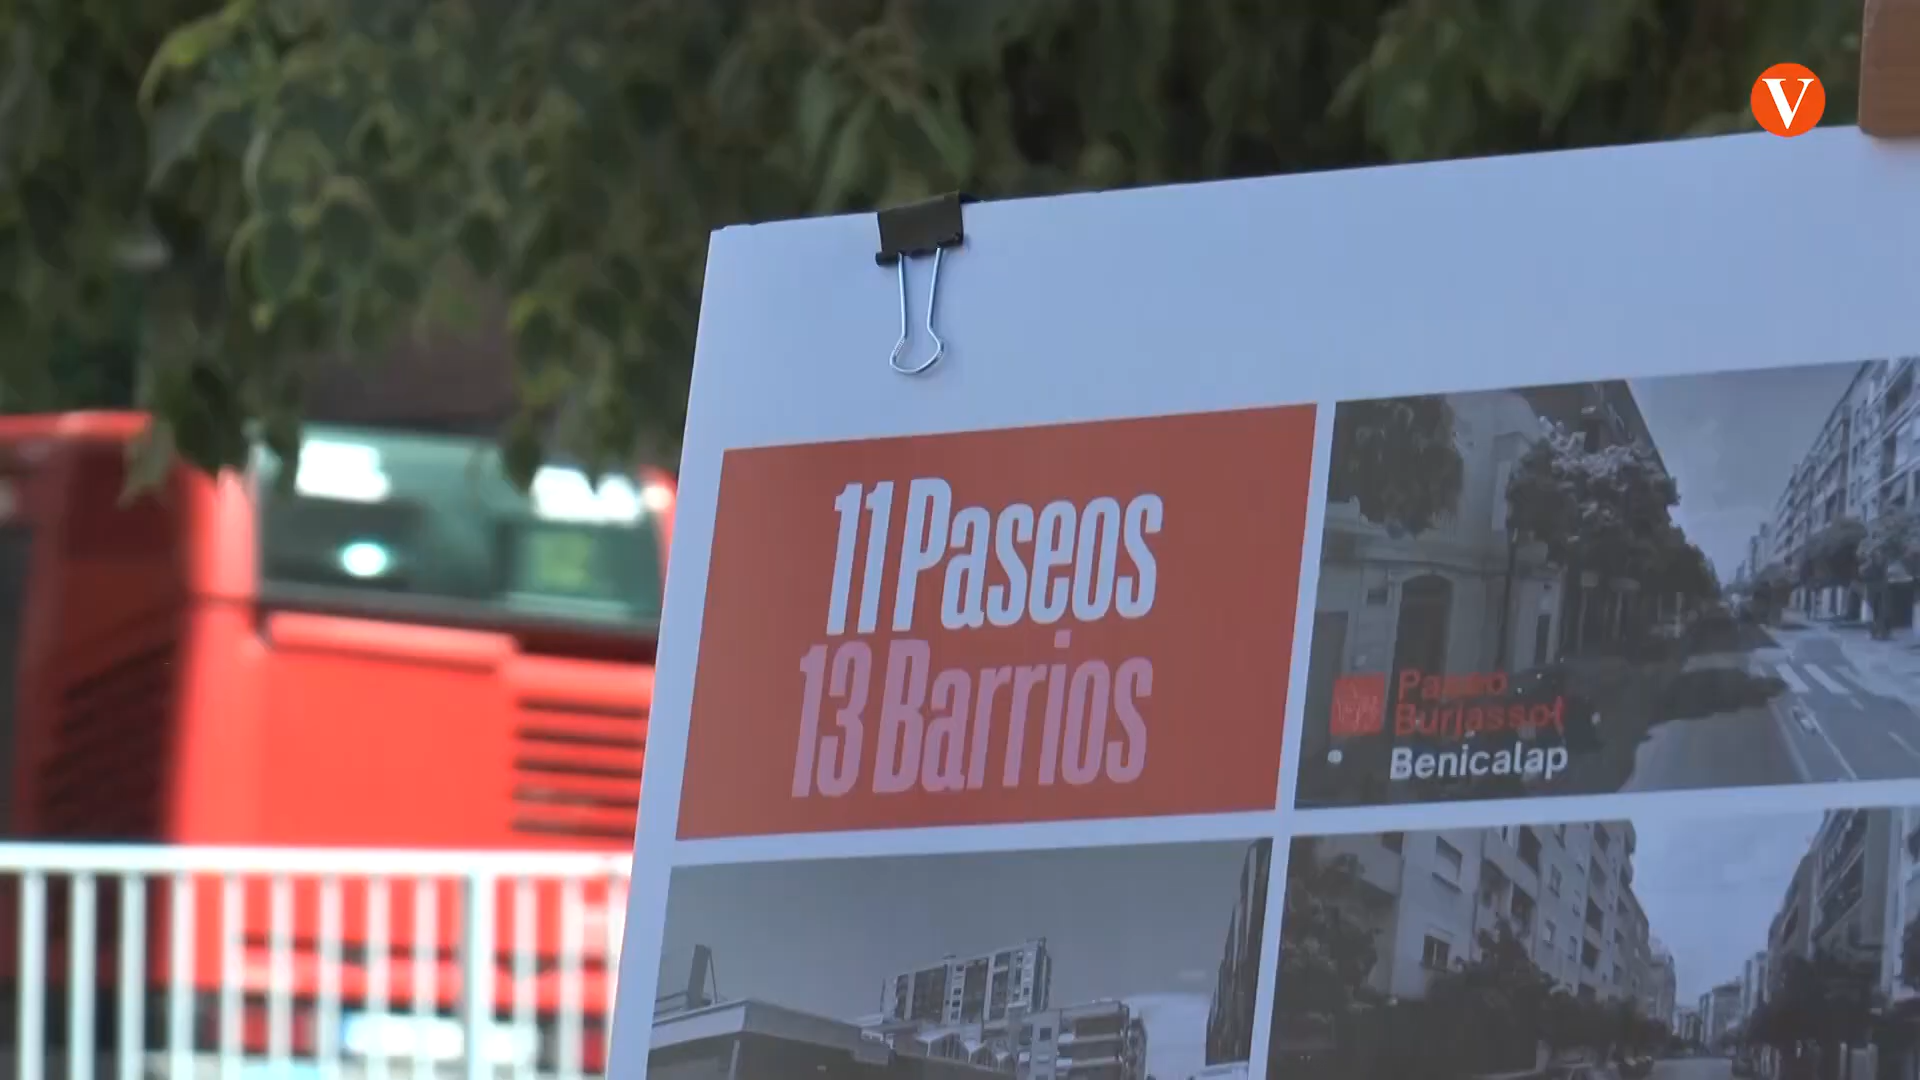 V
11 Paseos
13 Barrios
Paseo
Burjassot
Benicalap